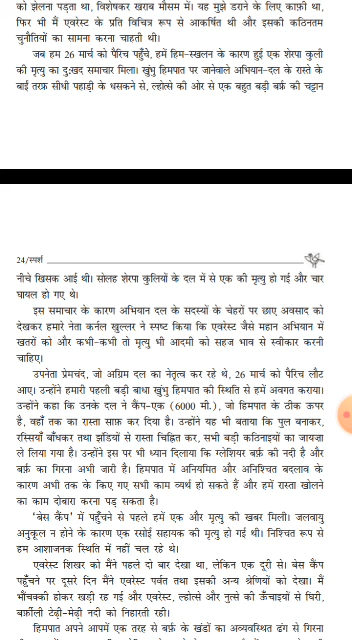 को झेलना पड़ता था, विशेषकर खराब मौसम में। यह मुझे डराने के लिए काफ़ी था,
फिर भी मैं एवरेस्ट के प्रति विचित्र रूप से आकर्षित थी और इसकी कठिनतम
चुनौतियों का सामना करना चाहती थी।
जब हम 26 मार्च को पैरिच पहुँचे, हमें हिम-स्खलन के कारण हुई एक शेरपा कुली
की मृत्यु का दुःखद समाचार मिला। खुंभु हिमपात पर जानेवाले अभियान-दल के रास्ते के
बाईं तरफ़ सीधी पहाड़ी के धसकने से, ल्होत्से की ओर से एक बहुत बड़ी बर्फ़ की चट्टान
24/स्पर्श
नीचे खिसक आई थी। सोलह शेरपा कुलियों के दल में से एक की मृत्यु हो गई और चार
घायल हो गए थे।
इस समाचार के कारण अभियान दल के सदस्यों के चेहरों पर छाए अवसाद को
देखकर हमारे नेता कर्नल खुल्लर ने स्पष्ट किया कि एवरेस्ट जैसे महान अभियान में
खतरों को और कभी-कभी तो मृत्यु भी आदमी को सहज भाव से स्वीकार करनी
चाहिए।
उपनेता प्रेमचंद, जो अग्रिम दल का नेतृत्व कर रहे थे, 26 मार्च को पैरिच लौट
आए। उन्होंने हमारी पहली बड़ी बाधा खुंभु हिमपात की स्थिति से हमें अवगत कराया।
उन्होंने कहा कि उनके दल ने कैंप-एक (6000 मी.), जो हिमपात के ठीक ऊपर
है, वहाँ तक का रास्ता साफ़ कर दिया है। उन्होंने यह भी बताया कि पुल बनाकर,
रस्सियाँ बाँधकर तथा झंडियों से रास्ता चिह्नित कर, सभी बड़ी कठिनाइयों का जायज़ा
ले लिया गया है। उन्होंने इस पर भी ध्यान दिलाया कि ग्लेशियर बर्फ़ की नदी है और
बर्फ़ का गिरना अभी जारी है। हिमपात में अनियमित और अनिश्चित बदलाव के
कारण अभी तक के किए गए सभी काम व्यर्थ हो सकते हैं और हमें रास्ता खोलने
का काम दोबारा करना पड़ सकता है।
'बेस कैंप' में पहुँचने से पहले हमें एक और मृत्यु की खबर मिली। जलवायु
अनुकूल न होने के कारण एक रसोई सहायक की मृत्यु हो गई थी। निश्चित रूप से
हम आशाजनक स्थिति में नहीं चल रहे थे।
एवरेस्ट शिखर को मैंने पहले दो बार देखा था, लेकिन एक दूरी से। बेस कैंप
पहुँचने पर दूसरे दिन मैंने एवरेस्ट पर्वत तथा इसकी अन्य श्रेणियों को देखा। मैं
भौंचक्की होकर खड़ी रह गई और एवरेस्ट, ल्होत्से और नुत्से की ऊँचाइयों से घिरी,
बर्फ़ीली टेढ़ी-मेढ़ी नदी को निहारती रही।
हिमपात अपने आपमें एक तरह से बर्फ़ के खंडों का अव्यवस्थित ढंग से गिरना